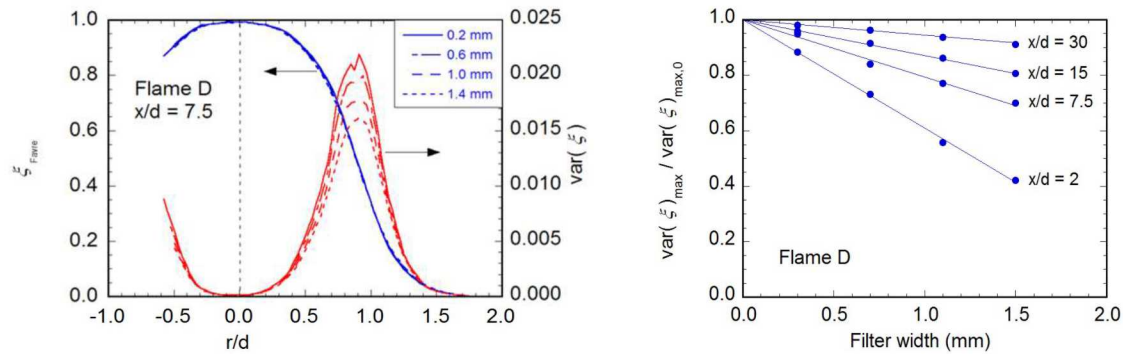 0.2 mm
0.6 mm
1.0 mm
1.4 mm
Flame D
x/d = 7.5
1.0
0.8
0.6
0.4
0.2
0.0
ξ Favre
0.025
0.020
0.015
0.010
0.005
0.000
var(ξ)
-1.0 -0.5 0.0 0.5 1.0 1.5 2.0
r/d
1.0
0.8
0.6
0.4
0.2
0.0
var(ξ)max / var(ξ)max,0
x/d = 30
x/d = 15
x/d = 7.5
x/d = 2
Flame D
0.0 0.5 1.0 1.5 2.0
Filter width (mm)